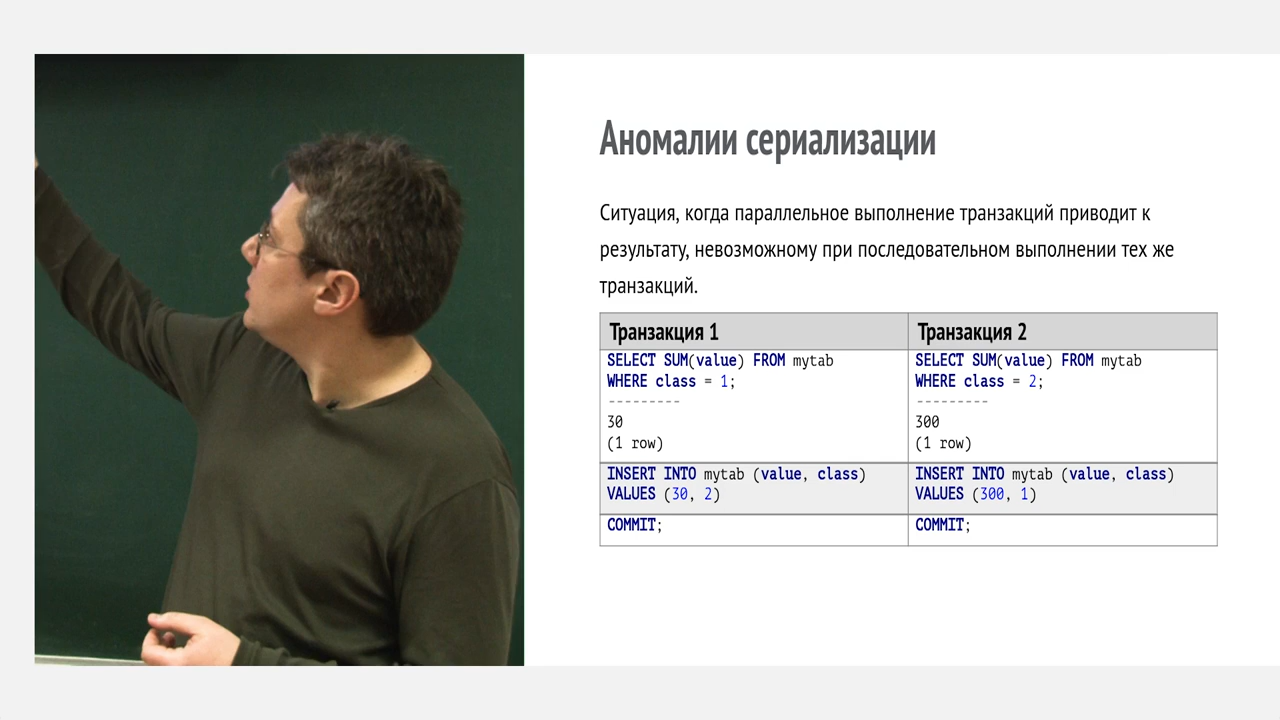 Аномалии сериализации
Ситуация, когда параллельное выполнение транзакций приводит к
результату, невозможному при последовательном выполнении тех же
транзакций.
Транзакция 1
SELECT SUM(value) FROM mytab
WHERE class = 1;
---------
30
(1 row)
INSERT INTO mytab (value, class)
VALUES (30, 2)
COMMIT;
Транзакция 2
SELECT SUM(value) FROM mytab
WHERE class = 2;
---------
300
(1 row)
INSERT INTO mytab (value, class)
VALUES (300, 1)
COMMIT;